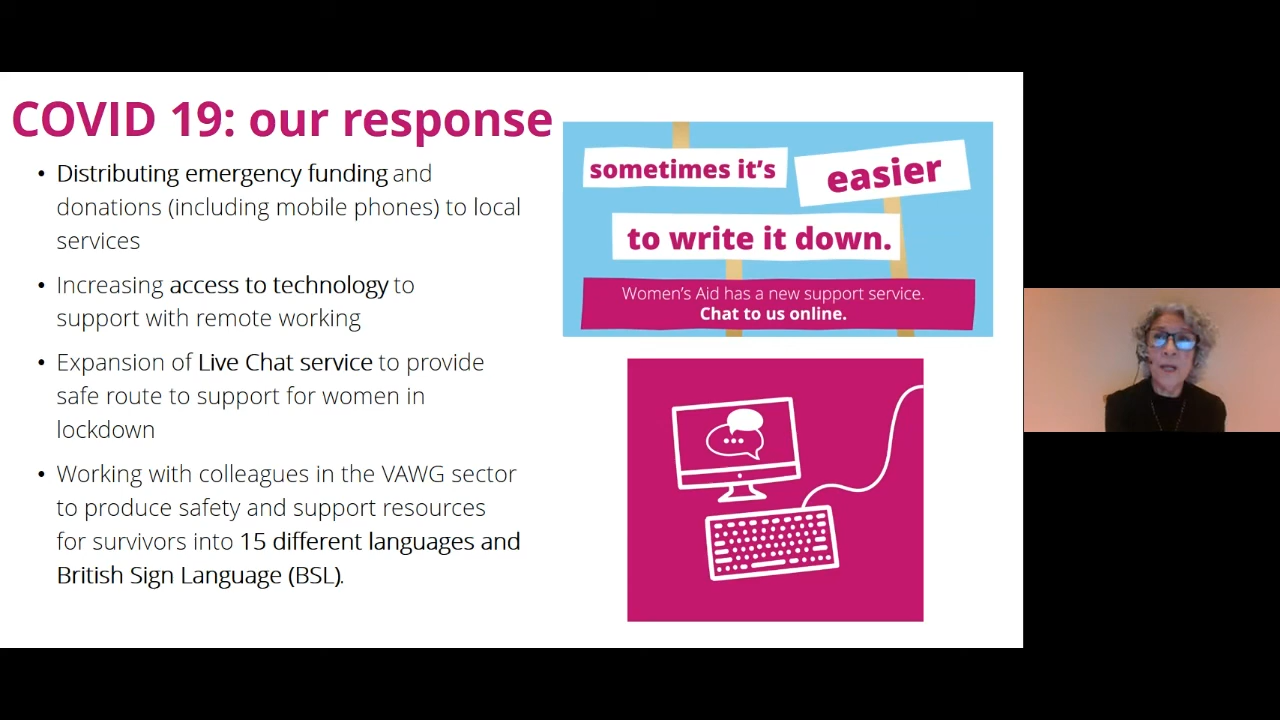 COVID 19: our response
• Distributing emergency funding and
donations (including mobile phones) to local
services
• Increasing access to technology to
support with remote working
• Expansion of Live Chat service to provide
safe route to support for women in
lockdown
• Working with colleagues in the VAWG sector
to produce safety and support resources
for survivors into 15 different languages and
British Sign Language (BSL).
sometimes it's
easier
to write it down.
Women's Aid has a new support service.
Chat to us online.